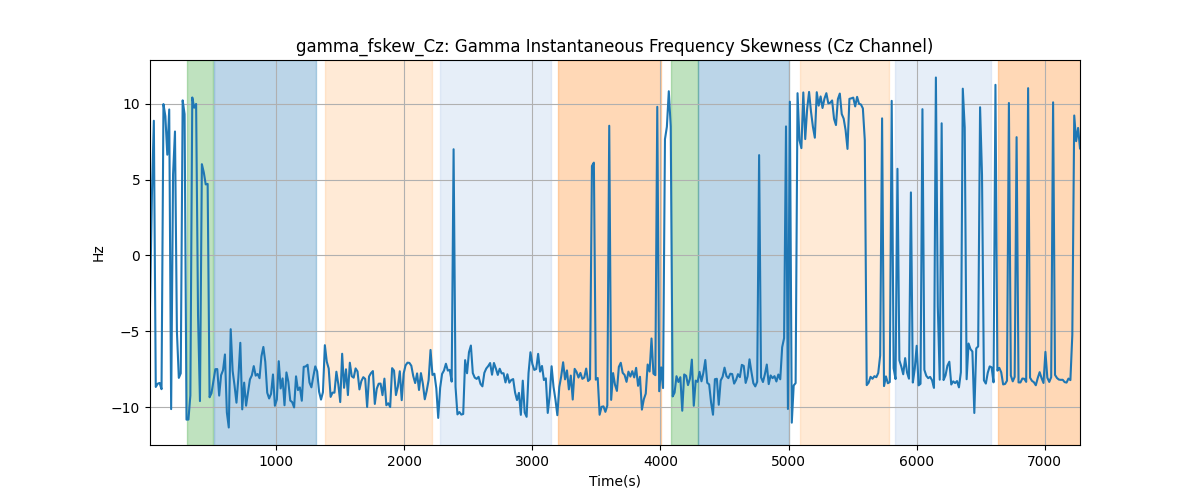 gamma_fskew_Cz: Gamma Instantaneous Frequency Skewness (Cz Channel)
Hz
10
5
0
−5
−10
1000 2000 3000 4000 5000 6000 7000
Time(s)